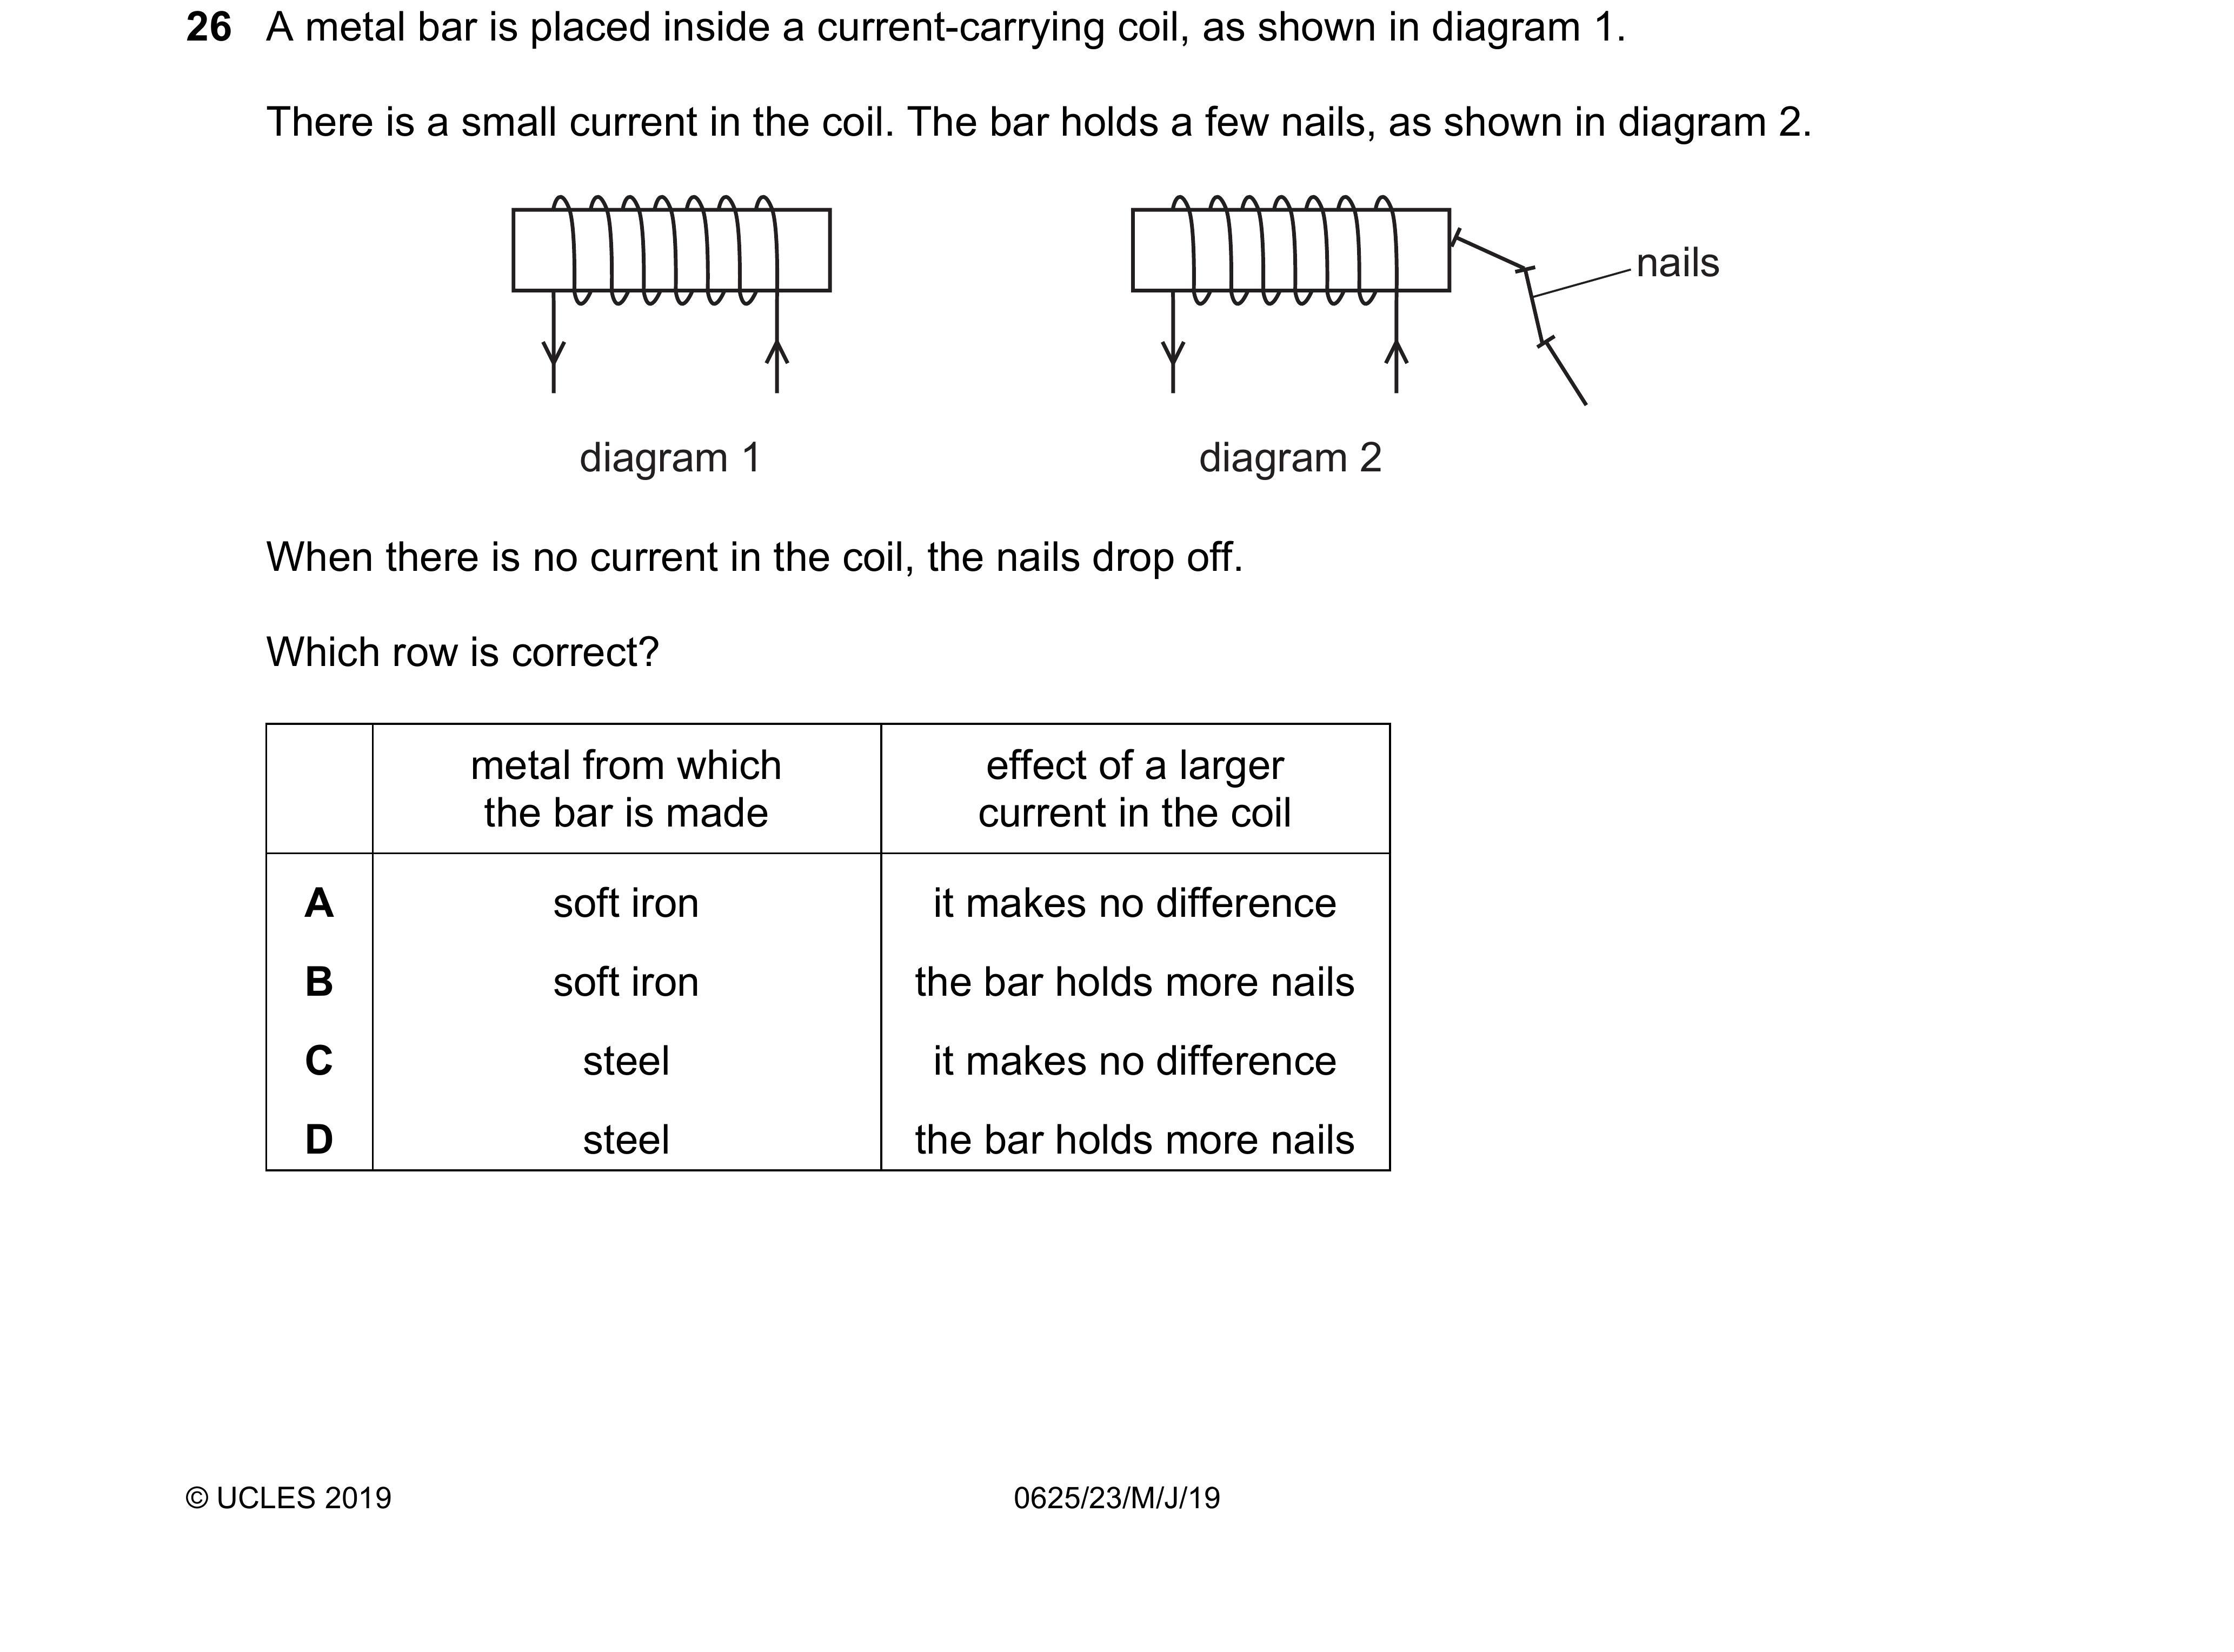 26 A metal bar is placed inside a current-carrying coil, as shown in diagram 1.
There is a small current in the coil. The bar holds a few nails, as shown in diagram 2.
nails
diagram 1
diagram 2
When there is no current in the coil, the nails drop off.
Which row is correct?
metal from which the bar is made
effect of a larger current in the coil
A soft iron it makes no difference
B soft iron the bar holds more nails
C steel it makes no difference
D steel the bar holds more nails
© UCLES 2019
0625/23/M/J/19